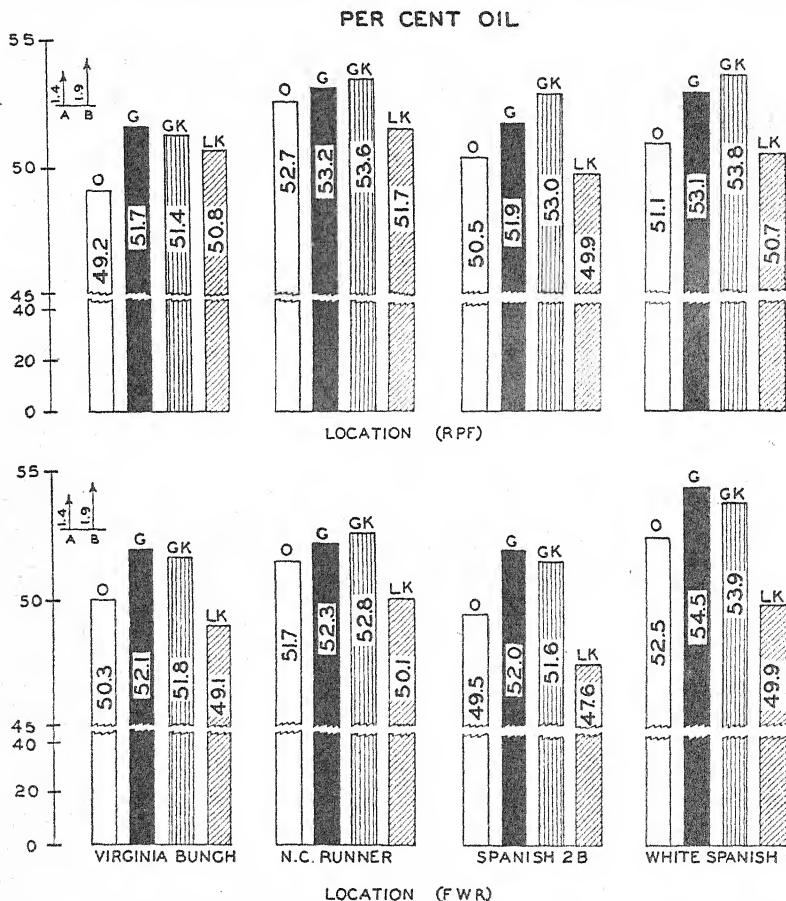 PER CENT OIL
55
50
45
40
20
0
1.4
1.9
A B
O G GK LK
49.2 51.7 51.4 50.8
O G GK LK
52.7 53.2 53.6 51.7
O G GK LK
50.5 51.9 53.0 49.9
O G GK LK
51.1 53.1 53.8 50.7
LOCATION (RPF)
55
50
45
40
20
0
1.4
1.9
A B
O G GK LK
50.3 52.1 51.8 49.1
O G GK LK
51.7 52.3 52.8 50.1
O G GK LK
49.5 52.0 51.6 47.6
O G GK LK
52.5 54.5 53.9 49.9
VIRGINIA BUNGH N.C. RUNNER SPANISH 2B WHITE SPANISH
LOCATION (FWR)